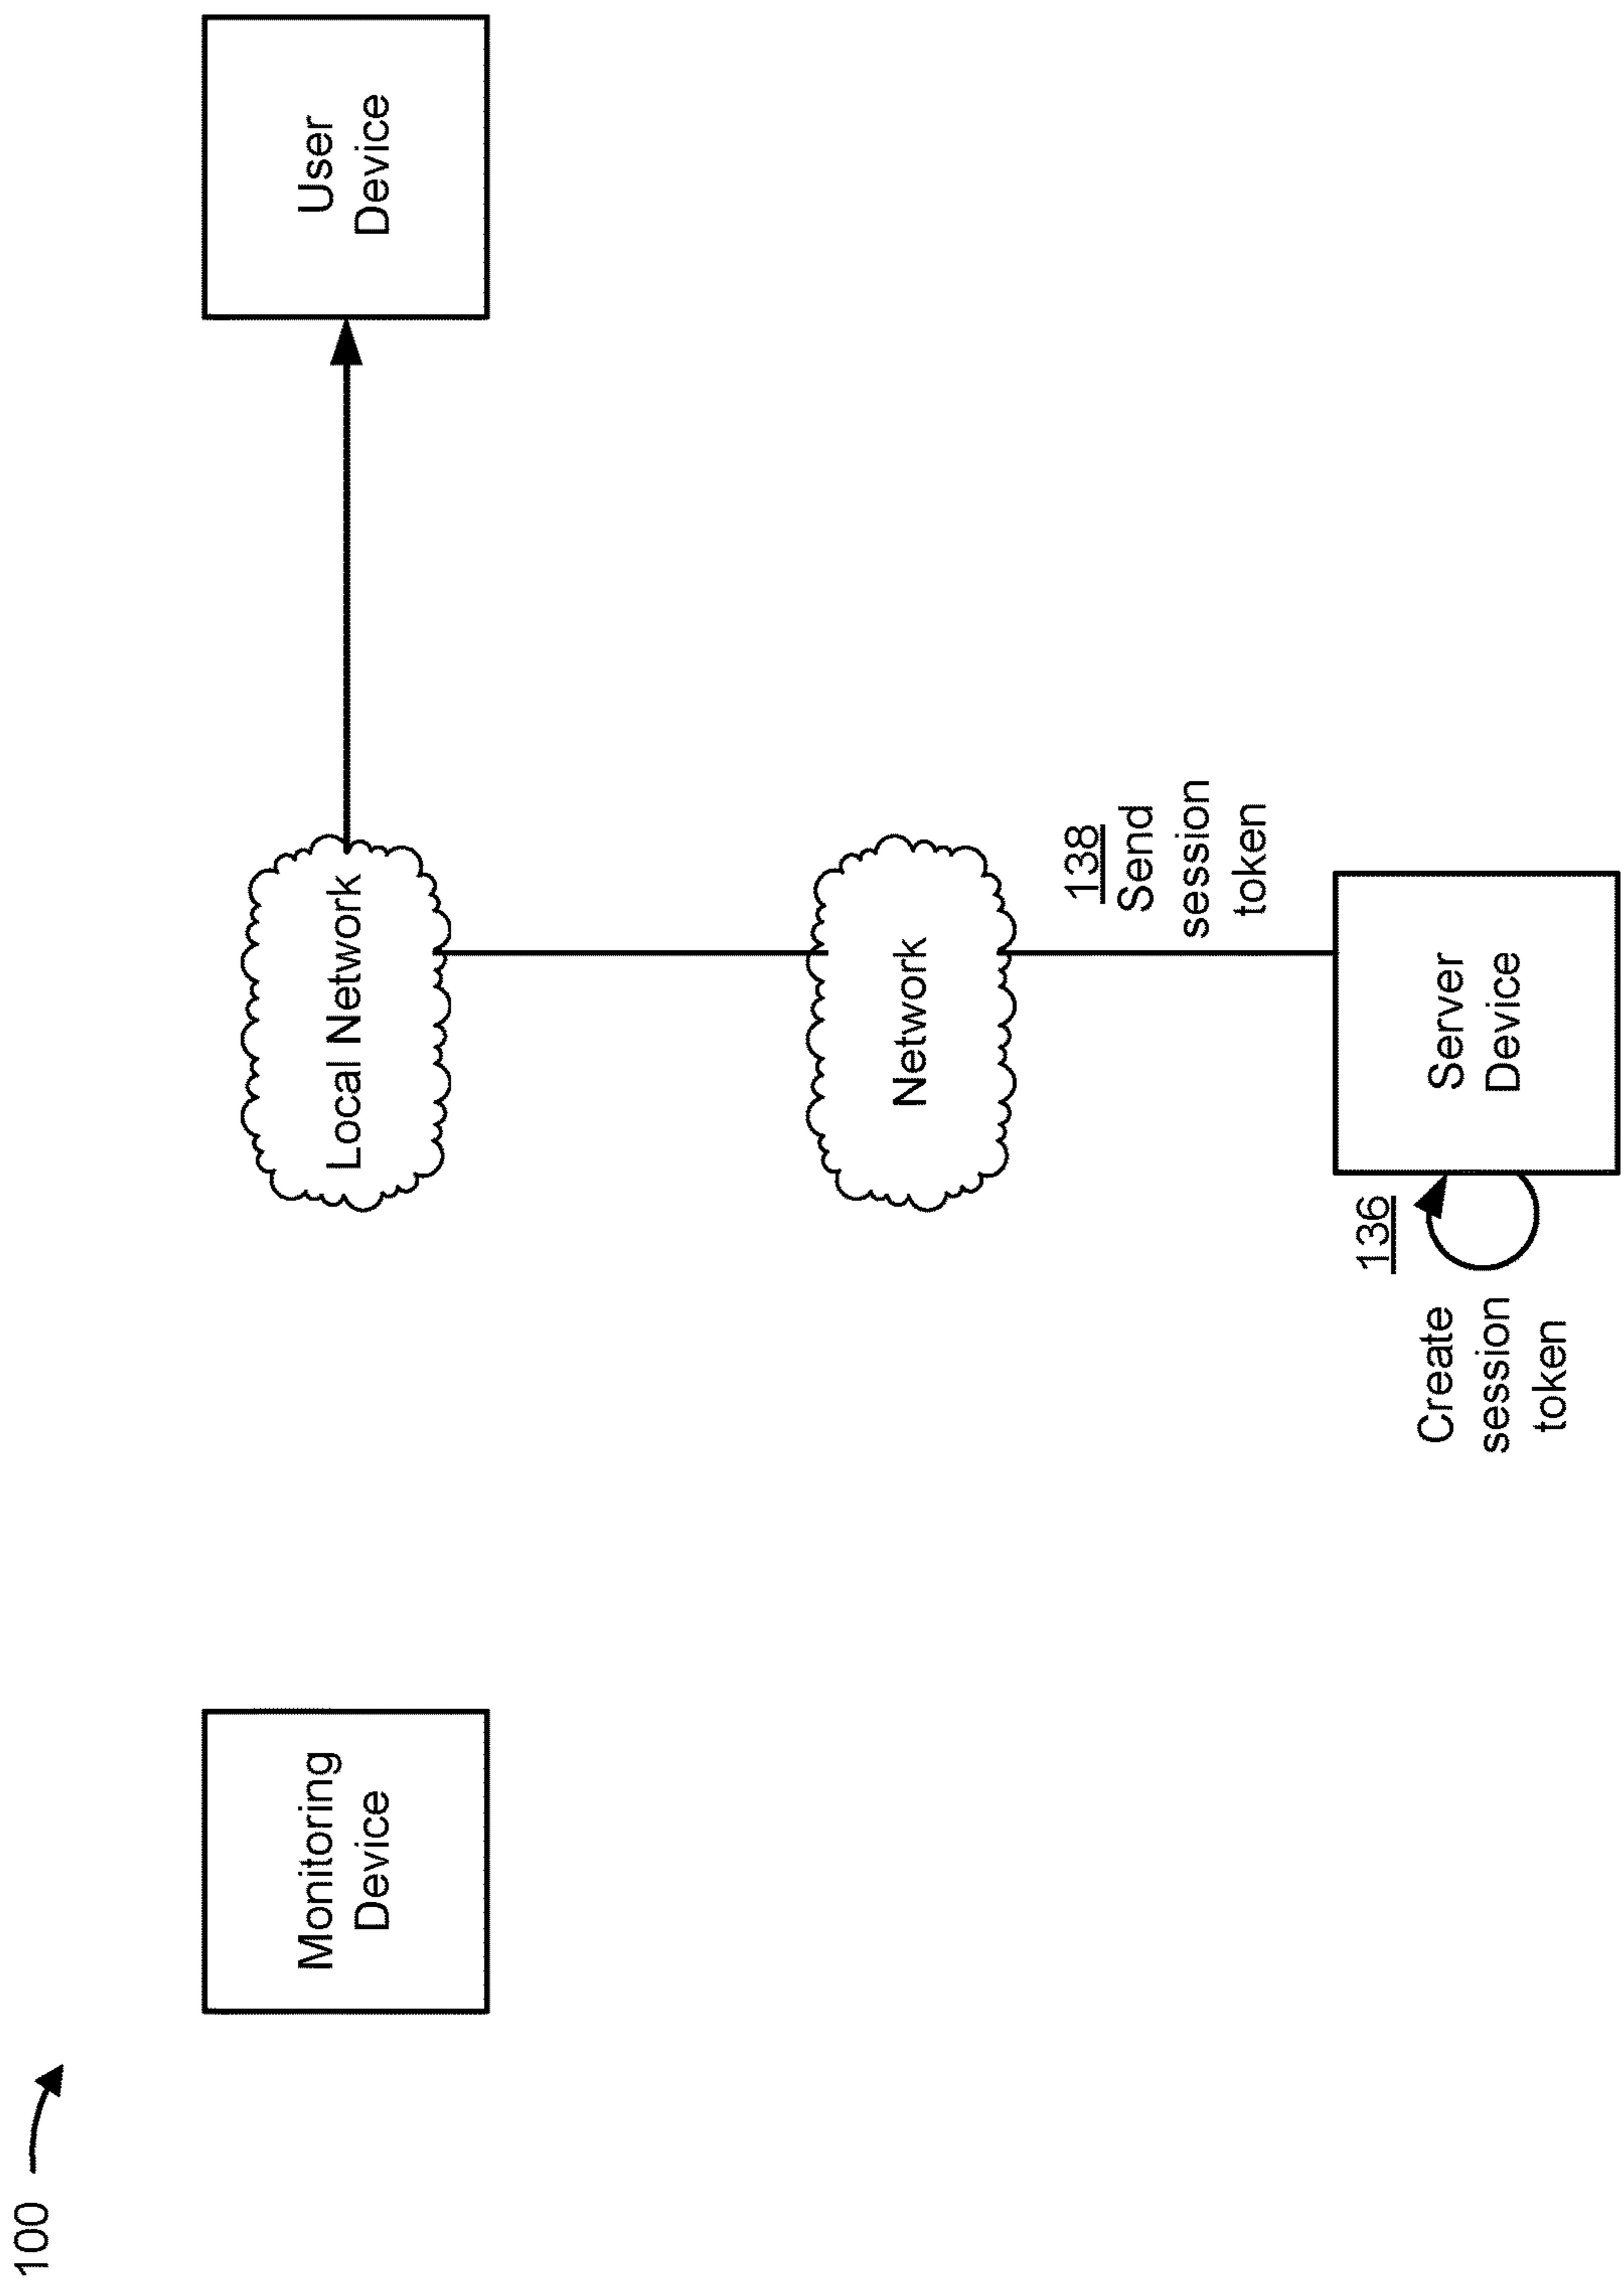 100
Monitoring
Device
Local Network
User
Device
Network
138
Send
session
token
136
Create
session
token
Server
Device